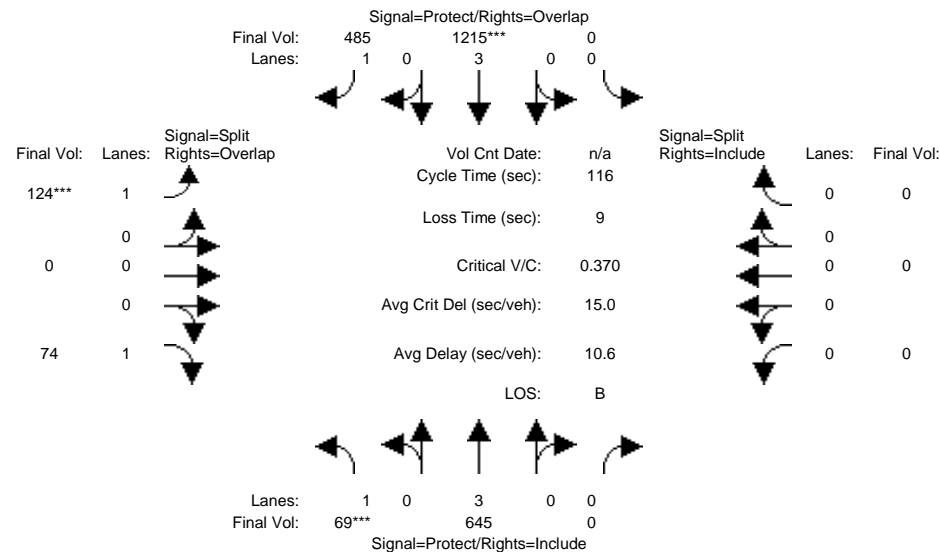 Signal=Protect/Rights=Overlap
Final Vol: 485 1215*** 0
Lanes: 1 0 3 0 0
Signal=Split
Final Vol: Lanes: Rights=Overlap
Vol Cnt Date: n/a
Signal=Split
Rights=Include Lanes: Final Vol:
Cycle Time (sec): 116
124*** 1
0 0
Loss Time (sec): 9
0
0
0 0
Critical V/C: 0.370
0 0
0
Avg Crit Del (sec/veh): 15.0
0
74 1
Avg Delay (sec/veh): 10.6
0 0
LOS: B
Lanes: 1 0 3 0 0
Final Vol: 69*** 645 0
Signal=Protect/Rights=Include